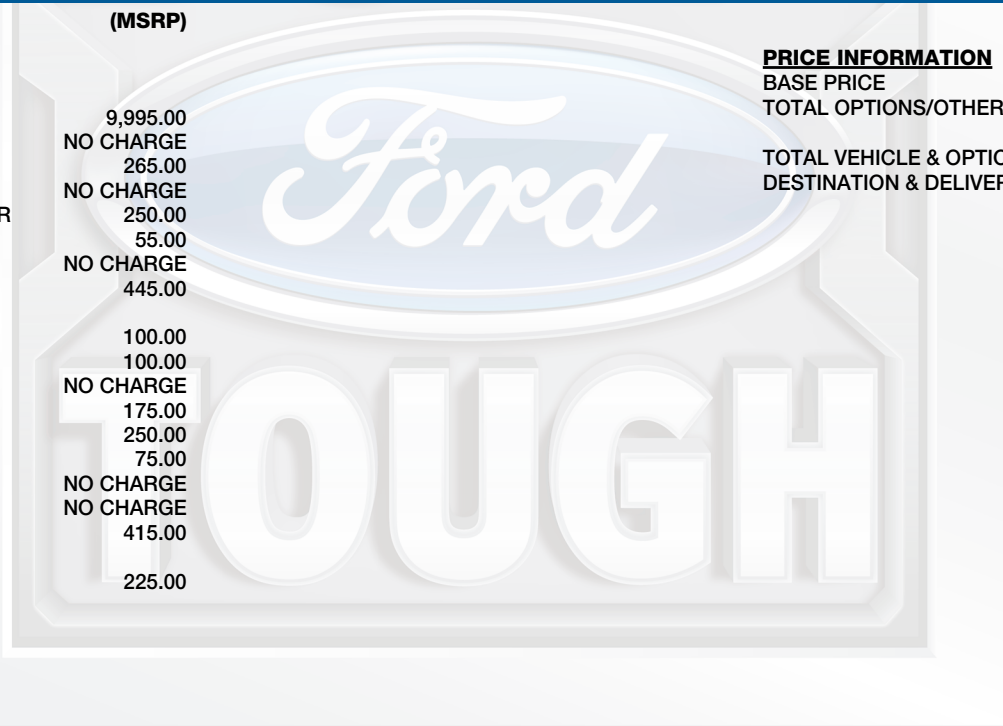 (MSRP)
9,995.00
NO CHARGE
265.00
NO CHARGE
R 250.00
55.00
NO CHARGE
445.00
100.00
100.00
NO CHARGE
175.00
250.00
75.00
NO CHARGE
NO CHARGE
415.00
225.00
PRICE INFORMATION
BASE PRICE
TOTAL OPTIONS/OTHER
TOTAL VEHICLE & OPTIO
DESTINATION & DELIVER
Ford
TOUGH